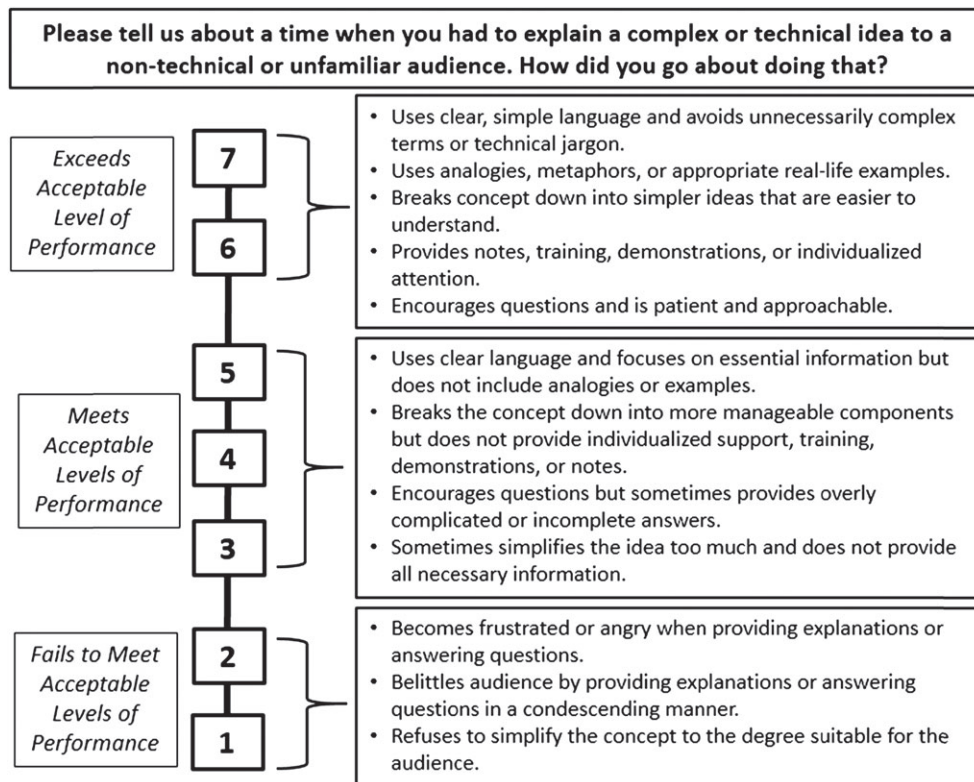 Please tell us about a time when you had to explain a complex or technical idea to a
non-technical or unfamiliar audience. How did you go about doing that?
Exceeds
Acceptable
Level of
Performance
7
6
• Uses clear, simple language and avoids unnecessarily complex
terms or technical jargon.
• Uses analogies, metaphors, or appropriate real-life examples.
• Breaks concept down into simpler ideas that are easier to
understand.
• Provides notes, training, demonstrations, or individualized
attention.
• Encourages questions and is patient and approachable.
Meets
Acceptable
Levels of
Performance
5
4
3
• Uses clear language and focuses on essential information but
does not include analogies or examples.
• Breaks the concept down into more manageable components
but does not provide individualized support, training,
demonstrations, or notes.
• Encourages questions but sometimes provides overly
complicated or incomplete answers.
• Sometimes simplifies the idea too much and does not provide
all necessary information.
Fails to Meet
Acceptable
Levels of
Performance
2
1
• Becomes frustrated or angry when providing explanations or
answering questions.
• Belittles audience by providing explanations or answering
questions in a condescending manner.
• Refuses to simplify the concept to the degree suitable for the
audience.